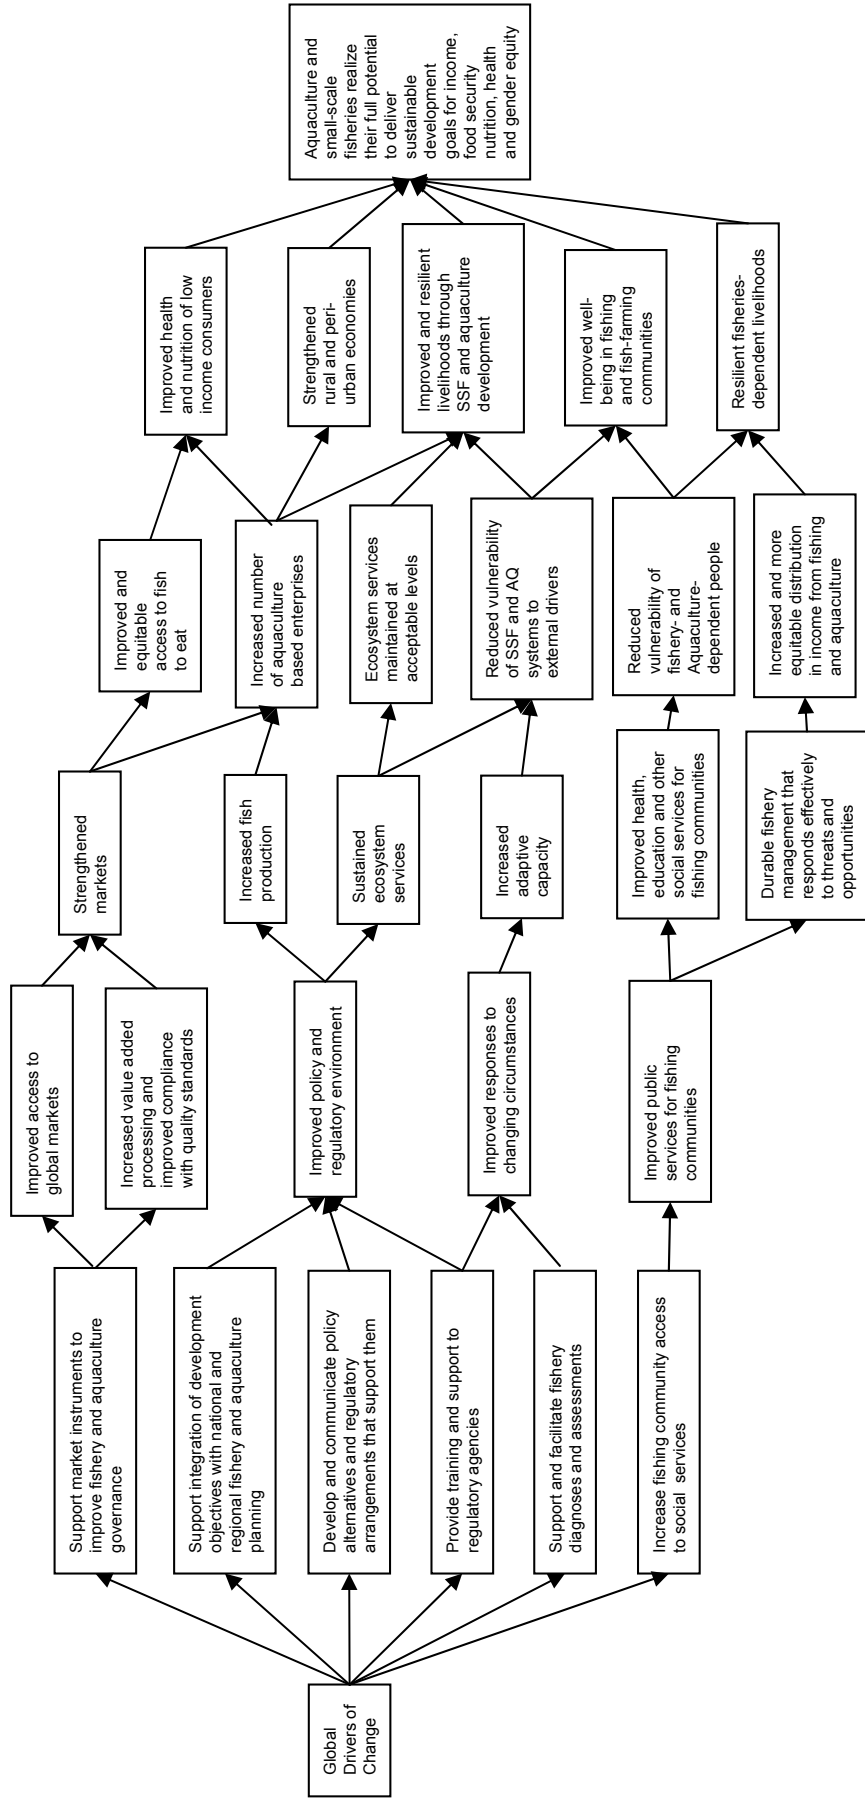 Global
Drivers of
Change
Support market instruments to
improve fishery and aquaculture
governance
Support integration of development
objectives with national and
regional fishery and aquaculture
planning
Develop and communicate policy
alternatives and regulatory
arrangements that support them
Provide training and support to
regulatory agencies
Support and facilitate fishery
diagnoses and assessments
Increase fishing community access
to social services
Improved access to
global markets
Increased value added
processing and
improved compliance
with quality standards
Improved policy and
regulatory environment
Improved responses to
changing circumstances
Improved public
services for fishing
communities
Strengthened
markets
Increased fish
production
Sustained
ecosystem
services
Increased
adaptive
capacity
Improved health,
education and other
social services for
fishing communities
Durable fishery
management that
responds effectively
to threats and
opportunities
Improved and
equitable
access to fish
to eat
Increased number
of aquaculture
based enterprises
Ecosystem services
maintained at
acceptable levels
Reduced vulnerability
of SSF and AQ
systems to
external drivers
Reduced
vulnerability of
fishery- and
Aquaculture-
dependent people
Increased and more
equitable distribution
in income from fishing
and aquaculture
Improved health
and nutrition of low
income consumers
Strengthened
rural and peri-
urban economies
Improved and resilient
livelihoods through
SSF and aquaculture
development
Improved well-
being in fishing
and fish-farming
communities
Resilient fisheries-
dependent livelihoods
Aquaculture and
small-scale
fisheries realize
their full potential
to deliver
sustainable
development
goals for income,
food security
nutrition, health
and gender equity